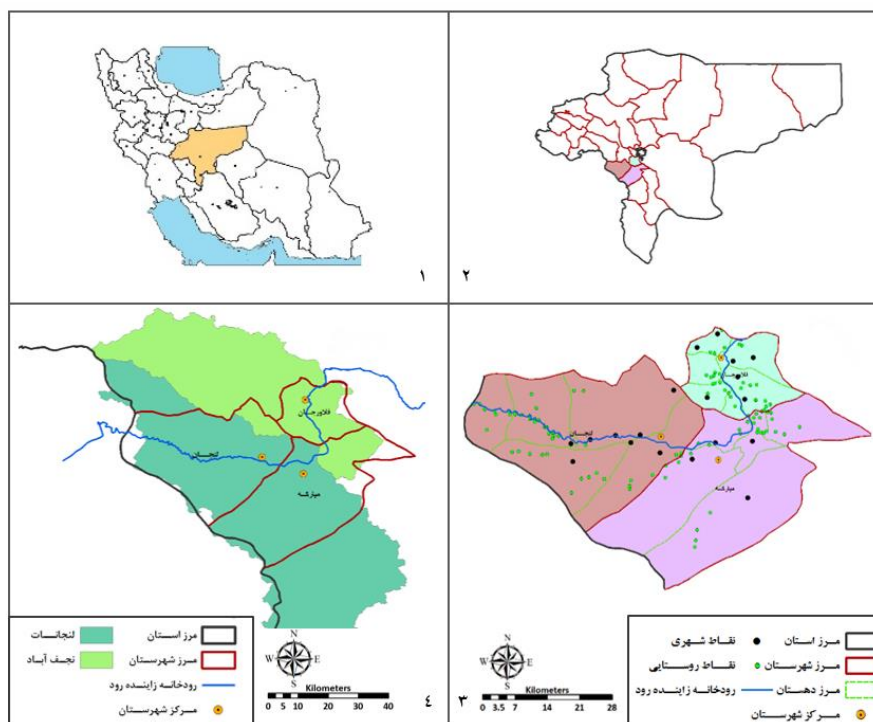 ۱
۲
فلاورجان
لنجان
مبارکه
فلاورجان
لنجان
مبارکه
لنجانات
مرز استان
نجف آباد
مرز شهرستان
رودخانه زاینده رود
مرکز شهرستان
N
W E
S
Kilometers
0 5 10 20 30 40
۴
نقاط شهری
مرز استان
نقاط روستایی
مرز شهرستان
رودخانه زاینده رود
مرز دهستان
مرکز شهرستان
N
W E
S
Kilometers
0 3.5 7 14 21 28
۳